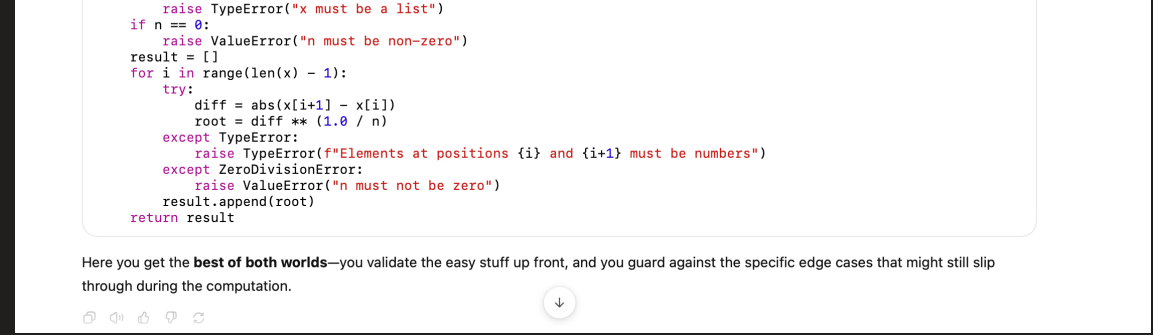 raise TypeError("x must be a list")
if n == 0:
raise ValueError("n must be non-zero")
result = []
for i in range(len(x) - 1):
try:
diff = abs(x[i+1] - x[i])
root = diff ** (1.0 / n)
except TypeError:
raise TypeError(f"Elements at positions {i} and {i+1} must be numbers")
except ZeroDivisionError:
raise ValueError("n must not be zero")
result.append(root)
return result
Here you get the best of both worlds—you validate the easy stuff up front, and you guard against the specific edge cases that might still slip
through during the computation.